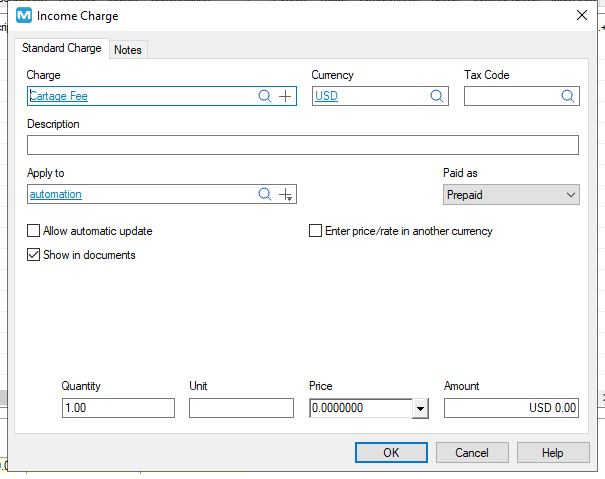 Income Charge
Standard Charge
Notes
Charge
Currency
Tax Code
Cartage Fee
USD
Description
Apply to
Paid as
automation
Prepaid
Allow automatic update
Enter price/rate in another currency
Show in documents
Quantity
Unit
Price
Amount
1.00
0.0000000
USD 0.00
OK
Cancel
Help